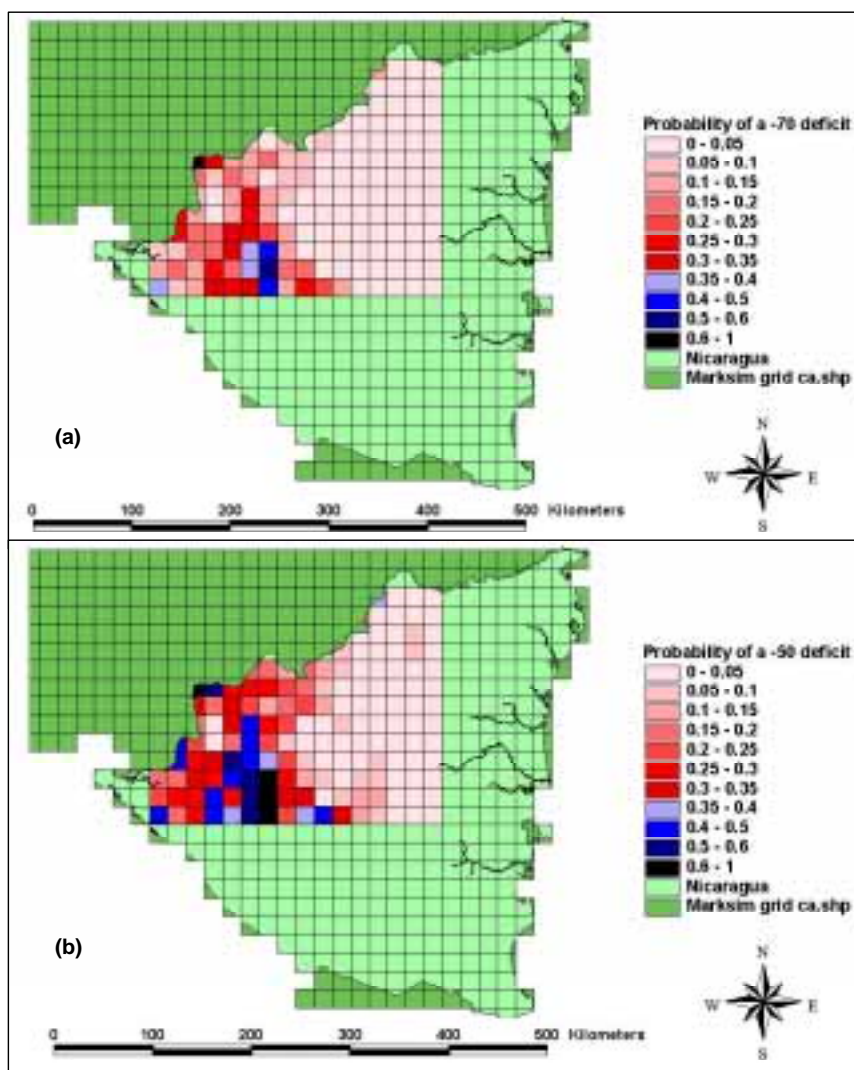 Probability of a -70 deficit
0 - 0.05
0.05 - 0.1
0.1 - 0.15
0.15 - 0.2
0.2 - 0.25
0.25 - 0.3
0.3 - 0.35
0.35 - 0.4
0.4 - 0.5
0.5 - 0.6
0.6 - 1
Nicaragua
Marksim grid ca.shp
(a)
N
W E
S
0 100 200 300 400 500 Kilometers
Probability of a -50 deficit
0 - 0.05
0.05 - 0.1
0.1 - 0.15
0.15 - 0.2
0.2 - 0.25
0.25 - 0.3
0.3 - 0.35
0.35 - 0.4
0.4 - 0.5
0.5 - 0.6
0.6 - 1
Nicaragua
Marksim grid ca.shp
(b)
N
W E
S
0 100 200 300 400 500 Kilometers